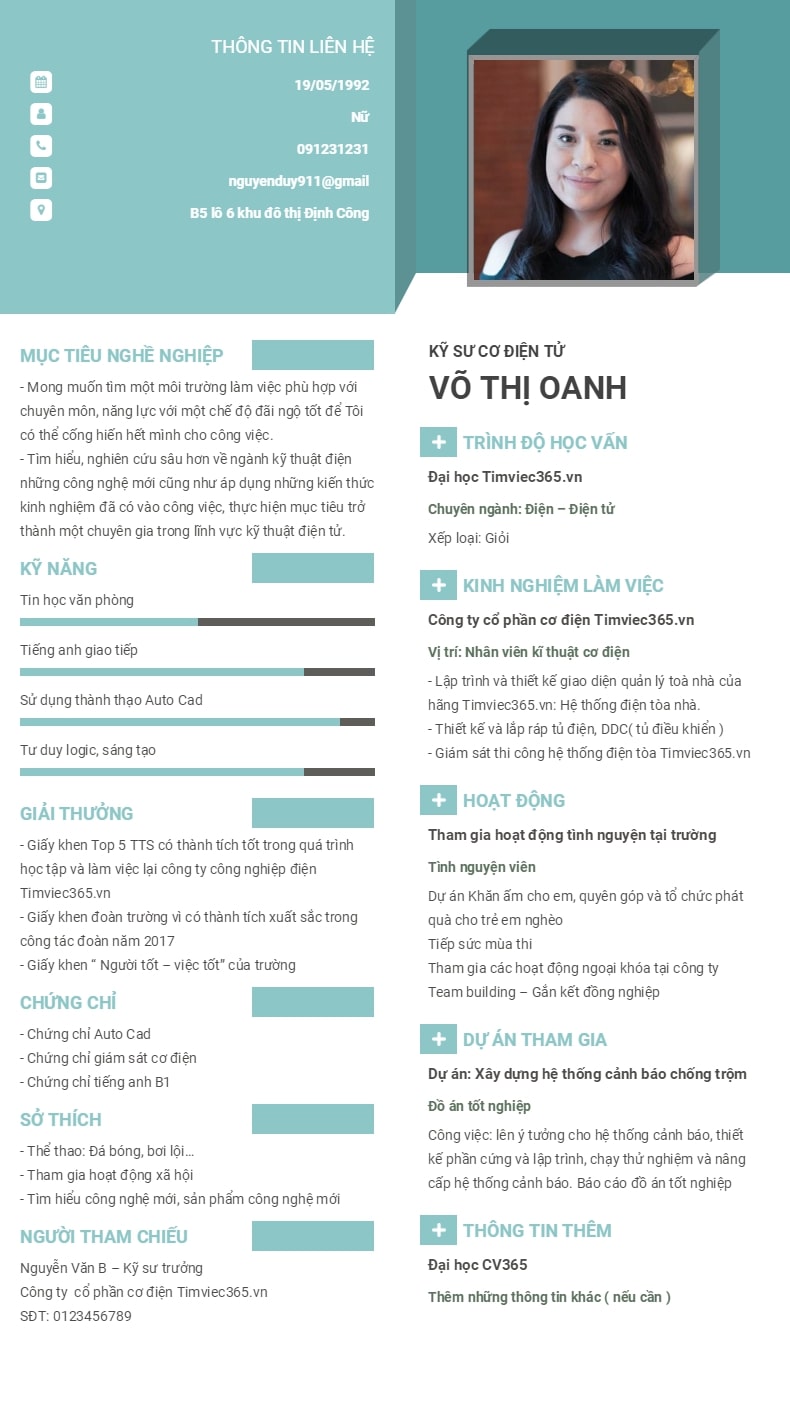 THÔNG TIN LIÊN HỆ
19/05/1992
Nữ
091231231
nguyenduy911@gmail
B5 lô 6 khu đô thị Định Công
MỤC TIÊU NGHỀ NGHIỆP
- Mong muốn tìm một môi trường làm việc phù hợp với
chuyên môn, năng lực với một chế độ đãi ngộ tốt để Tôi
có thể cống hiến hết mình cho công việc.
- Tìm hiểu, nghiên cứu sâu hơn về ngành kỹ thuật điện
những công nghệ mới cũng như áp dụng những kiến thức
kinh nghiệm đã có vào công việc, thực hiện mục tiêu trở
thành một chuyên gia trong lĩnh vực kỹ thuật điện tử.
KỸ NĂNG
Tin học văn phòng
Tiếng anh giao tiếp
Sử dụng thành thạo Auto Cad
Tư duy logic, sáng tạo
GIẢI THƯỞNG
- Giấy khen Top 5 TTS có thành tích tốt trong quá trình
học tập và làm việc lại công ty công nghiệp điện
Timviec365.vn
- Giấy khen đoàn trường vì có thành tích xuất sắc trong
công tác đoàn năm 2017
- Giấy khen “ Người tốt – việc tốt” của trường
CHỨNG CHỈ
- Chứng chỉ Auto Cad
- Chứng chỉ giám sát cơ điện
- Chứng chỉ tiếng anh B1
SỞ THÍCH
- Thể thao: Đá bóng, bơi lội...
- Tham gia hoạt động xã hội
- Tìm hiểu công nghệ mới, sản phẩm công nghệ mới
NGƯỜI THAM CHIẾU
Nguyễn Văn B – Kỹ sư trưởng
Công ty  cổ phần cơ điện Timviec365.vn
SĐT: 0123456789
KỸ SƯ CƠ ĐIỆN TỬ
VÕ THỊ OANH
TRÌNH ĐỘ HỌC VẤN
Đại học Timviec365.vn
Chuyên ngành: Điện – Điện tử
Xếp loại: Giỏi
KINH NGHIỆM LÀM VIỆC
Công ty cổ phần cơ điện Timviec365.vn
Vị trí: Nhân viên kĩ thuật cơ điện
- Lập trình và thiết kế giao diện quản lý toà nhà của
hãng Timviec365.vn: Hệ thống điện tòa nhà.
- Thiết kế và lắp ráp tủ điện, DDC( tủ điều khiển )
- Giám sát thi công hệ thống điện tòa Timviec365.vn
HOẠT ĐỘNG
Tham gia hoạt động tình nguyện tại trường
Tình nguyện viên
Dự án Khăn ấm cho em, quyên góp và tổ chức phát
quà cho trẻ em nghèo
Tiếp sức mùa thi
Tham gia các hoạt động ngoại khóa tại công ty
Team building – Gắn kết đồng nghiệp
DỰ ÁN THAM GIA
Dự án: Xây dựng hệ thống cảnh báo chống trộm
Đồ án tốt nghiệp
Công việc: lên ý tưởng cho hệ thống cảnh báo, thiết
kế phần cứng và lập trình, chạy thử nghiệm và nâng
cấp hệ thống cảnh báo. Báo cáo đồ án tốt nghiệp
THÔNG TIN THÊM
Đại học CV365
Thêm những thông tin khác ( nếu cần )